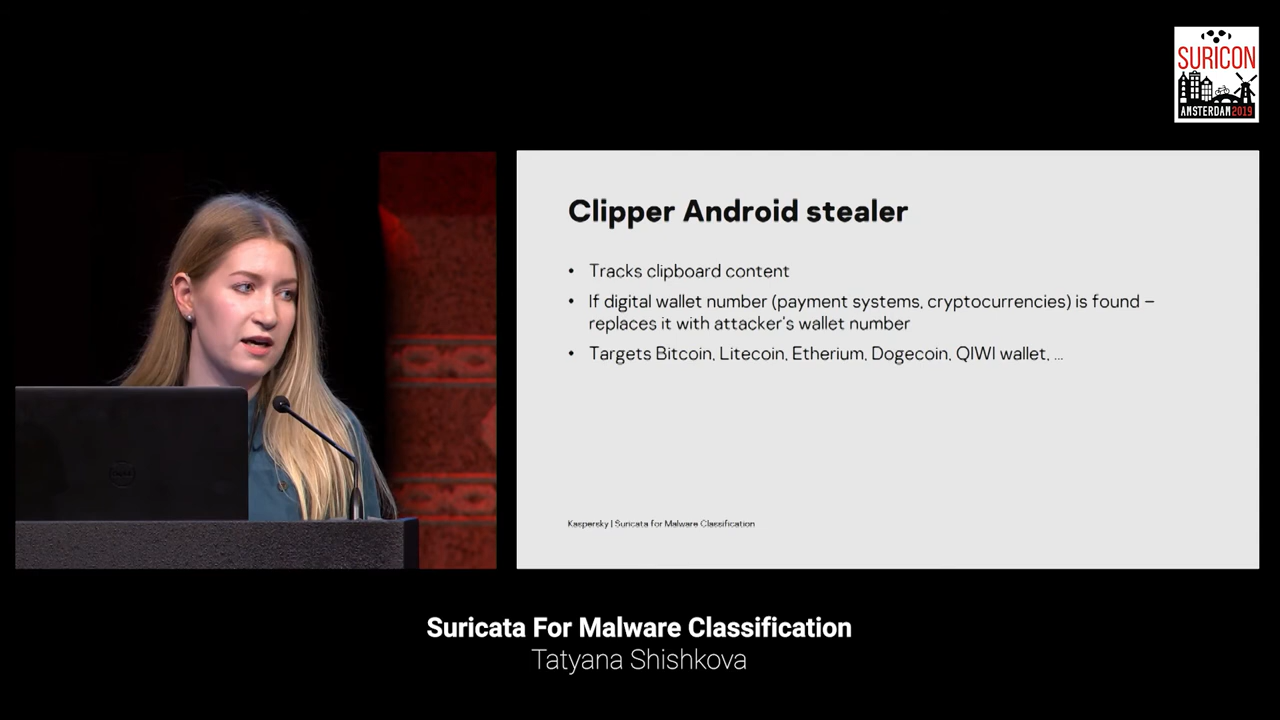 SURICON
AMSTERDAM2019
Clipper Android stealer
• Tracks clipboard content
• If digital wallet number (payment systems, cryptocurrencies) is found –
replaces it with attacker's wallet number
• Targets Bitcoin, Litecoin, Etherium, Dogecoin, QIWI wallet, ...
Kaspersky | Suricata for Malware Classification
DELL
Suricata For Malware Classification
Tatyana Shishkova